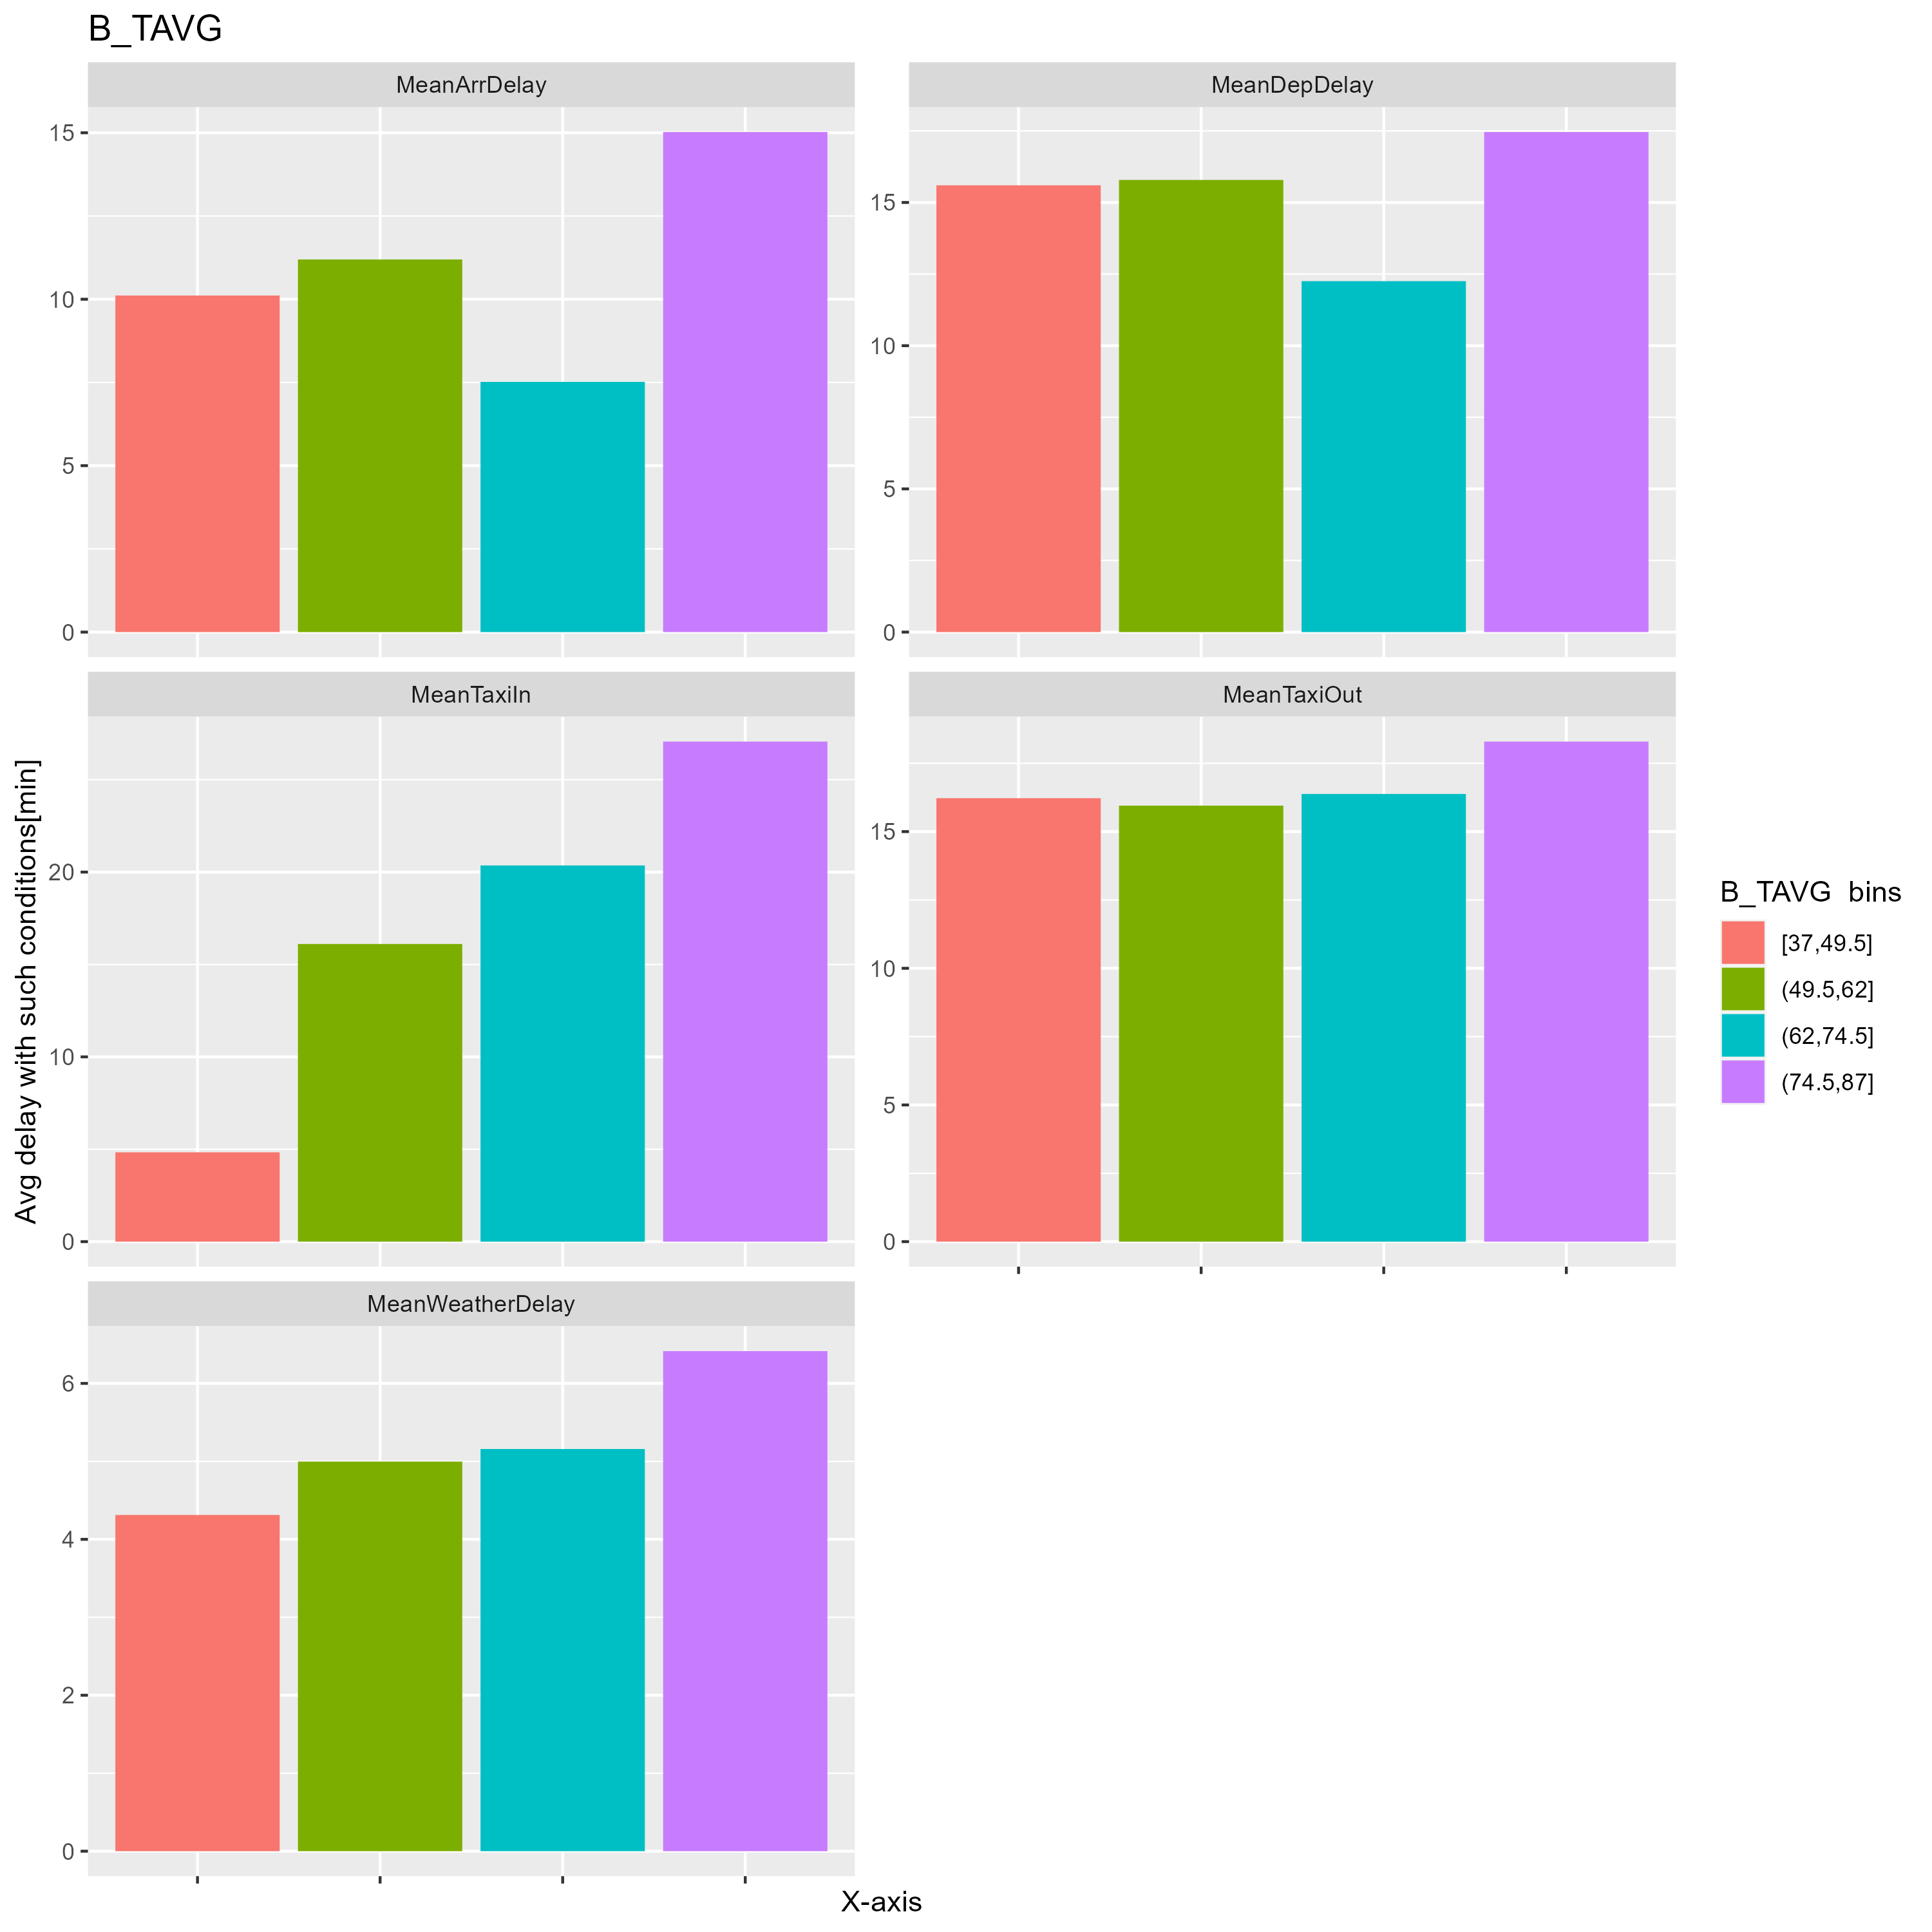 B_TAVG
MeanArrDelay
MeanDepDelay
15
10
5
0
15
10
5
0
MeanTaxiIn
MeanTaxiOut
20
10
0
15
10
5
0
MeanWeatherDelay
6
4
2
0
Avg delay with such conditions[min]
X-axis
B_TAVG bins
[37,49.5]
(49.5,62]
(62,74.5]
(74.5,87]